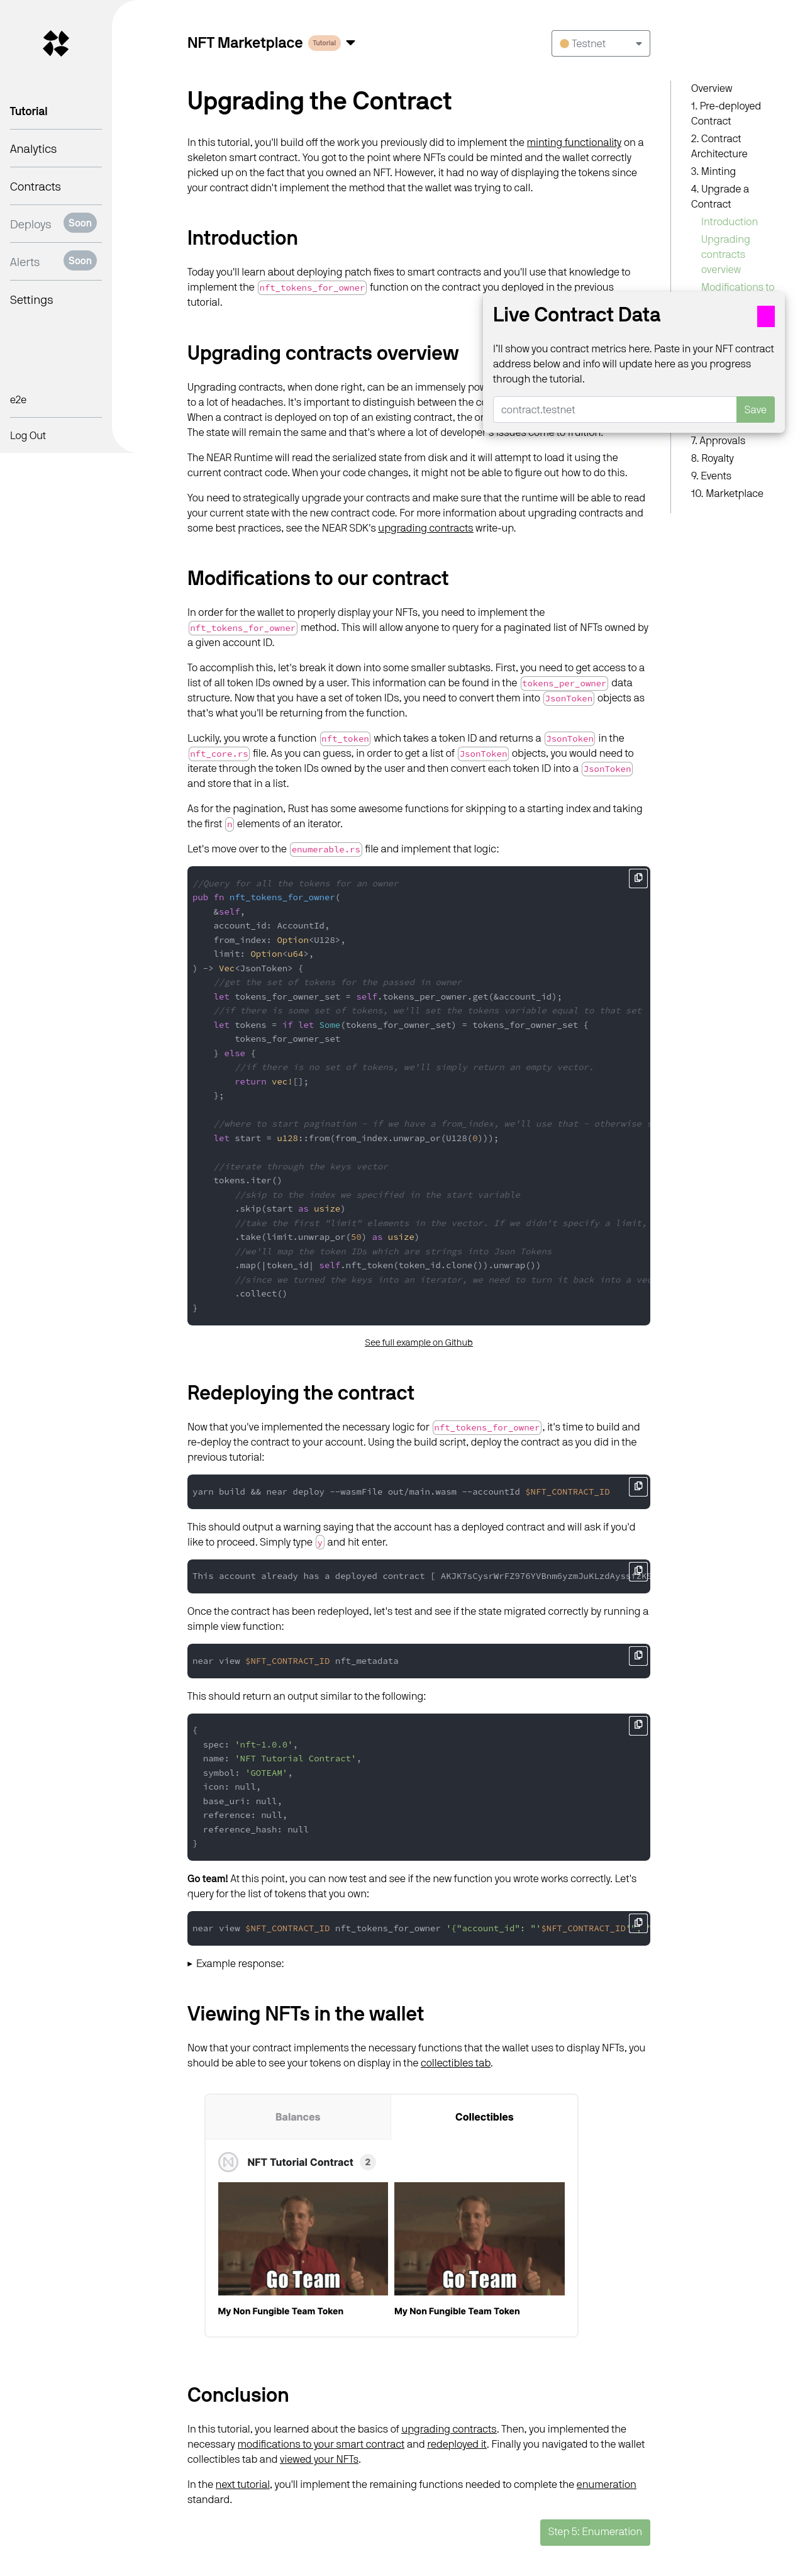 Tutorial
Analytics
Contracts
Deploys Soon
Alerts Soon
Settings
e2e
Log Out
NFT Marketplace Tutorial
Testnet
Upgrading the Contract
In this tutorial, you'll build off the work you previously did to implement the minting functionality on a
skeleton smart contract. You got to the point where NFTs could be minted and the wallet correctly
picked up on the fact that you owned an NFT. However, it had no way of displaying the tokens since
your contract didn't implement the method that the wallet was trying to call.
Introduction
Today you'll learn about deploying patch fixes to smart contracts and you'll use that knowledge to
implement the nft_tokens_for_owner function on the contract you deployed in the previous
tutorial.
Upgrading contracts overview
Upgrading contracts, when done right, can be an immensely pow
to a lot of headaches. It's important to distinguish between the co
When a contract is deployed on top of an existing contract, the on
The state will remain the same and that's where a lot of developer's issues come to fruition.
The NEAR Runtime will read the serialized state from disk and it will attempt to load it using the
current contract code. When your code changes, it might not be able to figure out how to do this.
You need to strategically upgrade your contracts and make sure that the runtime will be able to read
your current state with the new contract code. For more information about upgrading contracts and
some best practices, see the NEAR SDK's upgrading contracts write-up.
Modifications to our contract
In order for the wallet to properly display your NFTs, you need to implement the
nft_tokens_for_owner method. This will allow anyone to query for a paginated list of NFTs owned by
a given account ID.
To accomplish this, let's break it down into some smaller subtasks. First, you need to get access to a
list of all token IDs owned by a user. This information can be found in the tokens_per_owner data
structure. Now that you have a set of token IDs, you need to convert them into JsonToken objects as
that's what you'll be returning from the function.
Luckily, you wrote a function nft_token which takes a token ID and returns a JsonToken in the
nft_core.rs file. As you can guess, in order to get a list of JsonToken objects, you would need to
iterate through the token IDs owned by the user and then convert each token ID into a JsonToken
and store that in a list.
As for the pagination, Rust has some awesome functions for skipping to a starting index and taking
the first n elements of an iterator.
Let's move over to the enumerable.rs file and implement that logic:
//Query for all the tokens for an owner
pub fn nft_tokens_for_owner(
&self,
account_id: AccountId,
from_index: Option<U128>,
limit: Option<u64>,
) -> Vec<JsonToken> {
//get the set of tokens for the passed in owner
let tokens_for_owner_set = self.tokens_per_owner.get(&account_id);
//if there is some set of tokens, we'll set the tokens variable equal to that set
let tokens = if let Some(tokens_for_owner_set) = tokens_for_owner_set {
tokens_for_owner_set
} else {
//if there is no set of tokens, we'll simply return an empty vector.
return vec![];
};
//where to start pagination - if we have a from_index, we'll use that - otherwise s
let start = u128::from(from_index.unwrap_or(U128(0)));
//iterate through the keys vector
tokens.iter()
//skip to the index we specified in the start variable
.skip(start as usize)
//take the first "limit" elements in the vector. If we didn't specify a limit,
.take(limit.unwrap_or(50) as usize)
//we'll map the token IDs which are strings into Json Tokens
.map(|token_id| self.nft_token(token_id.clone()).unwrap())
//since we turned the keys into an iterator, we need to turn it back into a vec
.collect()
}
See full example on Github
Redeploying the contract
Now that you've implemented the necessary logic for nft_tokens_for_owner, it's time to build and
re-deploy the contract to your account. Using the build script, deploy the contract as you did in the
previous tutorial:
yarn build && near deploy --wasmFile out/main.wasm --accountId $NFT_CONTRACT_ID
This should output a warning saying that the account has a deployed contract and will ask if you'd
like to proceed. Simply type y and hit enter.
This account already has a deployed contract [
Once the contract has been redeployed, let's test and see if the state migrated correctly by running a
simple view function:
near view $NFT_CONTRACT_ID nft_metadata
This should return an output similar to the following:
{
spec: 'nft-1.0.0',
name: 'NFT Tutorial Contract',
symbol: 'GOTEAM',
icon: null,
base_uri: null,
reference: null,
reference_hash: null
}
Go team! At this point, you can now test and see if the new function you wrote works correctly. Let's
query for the list of tokens that you own:
near view $NFT_CONTRACT_ID nft_tokens_for_owner '{"account_id": "'$NFT_CONTRACT_ID'",
Example response:
Viewing NFTs in the wallet
Now that your contract implements the necessary functions that the wallet uses to display NFTs, you
should be able to see your tokens on display in the collectibles tab.
Balances
Collectibles
NFT Tutorial Contract 2
Go Team
Go Team
My Non Fungible Team Token
My Non Fungible Team Token
Conclusion
In this tutorial, you learned about the basics of upgrading contracts. Then, you implemented the
necessary modifications to your smart contract and redeployed it. Finally you navigated to the wallet
collectibles tab and viewed your NFTs.
In the next tutorial, you'll implement the remaining functions needed to complete the enumeration
standard.
Step 5: Enumeration
Overview
1. Pre-deployed
Contract
2. Contract
Architecture
3. Minting
4. Upgrade a
Contract
Introduction
Upgrading
contracts
overview
Modifications to
Live Contract Data
I'll show you contract metrics here. Paste in your NFT contract
address below and info will update here as you progress
through the tutorial.
contract.testnet
Save
7. Approvals
8. Royalty
9. Events
10. Marketplace